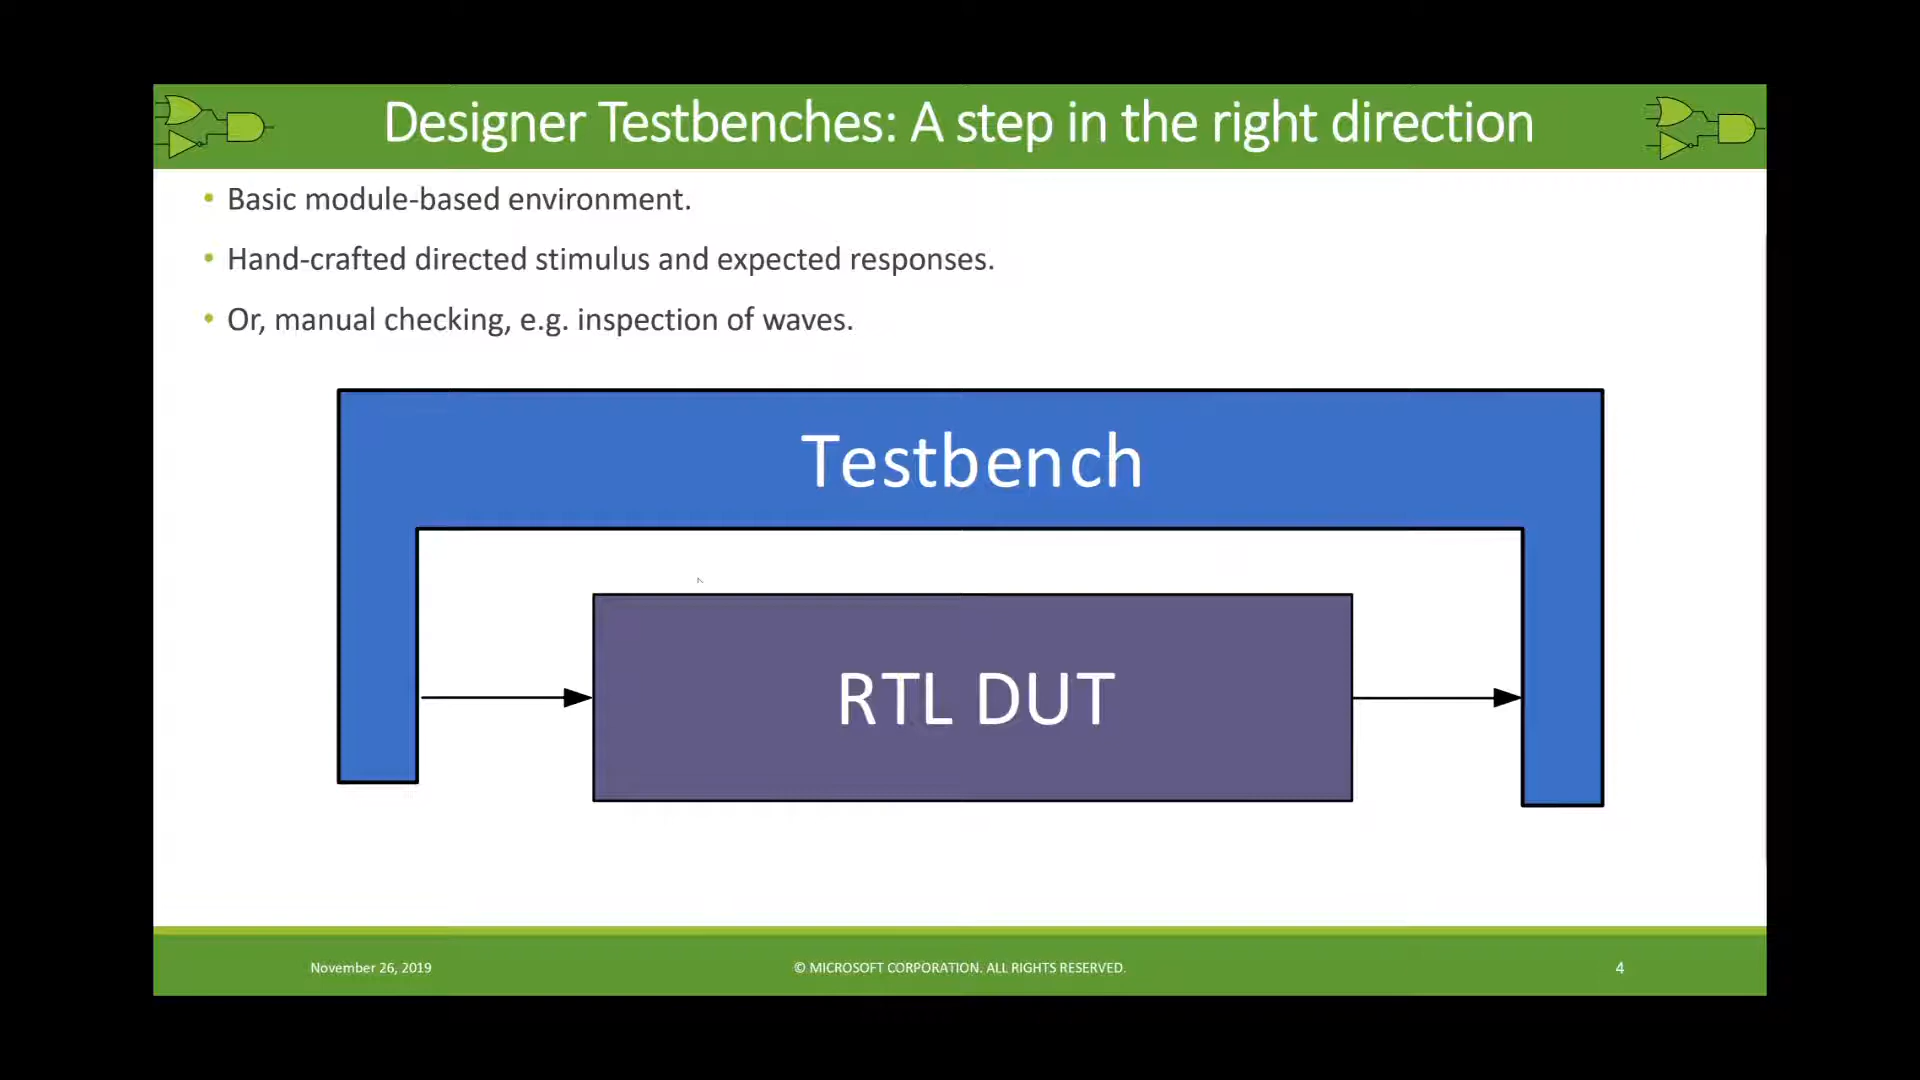 Designer Testbenches: A step in the right direction
• Basic module-based environment.
• Hand-crafted directed stimulus and expected responses.
• Or, manual checking, e.g. inspection of waves.
Testbench
RTL DUT
November 26, 2019
© MICROSOFT CORPORATION. ALL RIGHTS RESERVED.
4